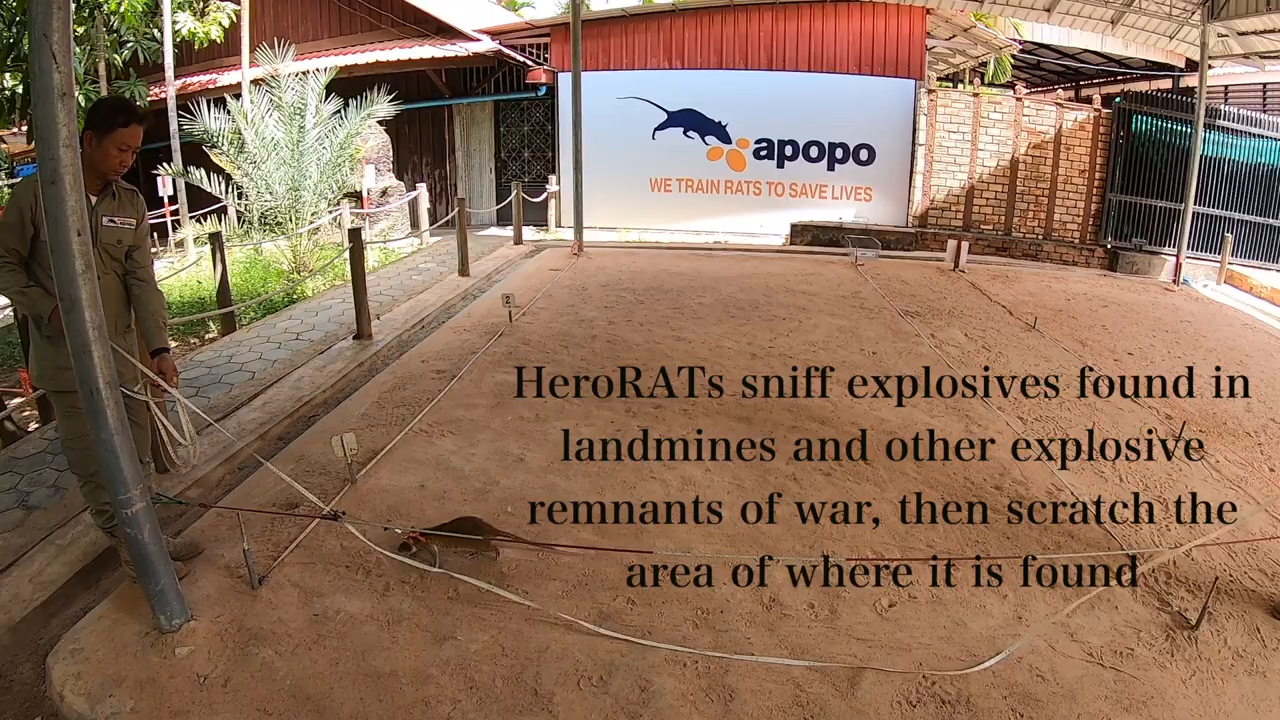 apopo
WE TRAIN RATS TO SAVE LIVES
2
HeroRATs sniff explosives found in
landmines and other explosive
remnants of war, then scratch the
area of where it is found